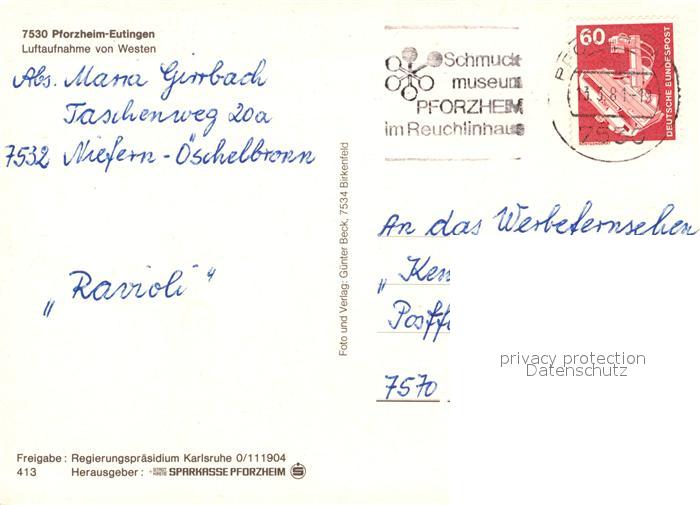 7530 Pforzheim-Eutingen
Luftaufnahme von Westen
Abs. Maria Girrbach
Taschenweg 20a
7532 Niefern-Öschelbronn
„Ravioli“
Freigabe: Regierungspräsidium Karlsruhe 0/111904
413 Herausgeber: SPARKASSE PFORZHEIM
Foto und Verlag: Günter Beck, 7534 Birkenfeld
Schmuck
museum
PFORZHEIM
im Reuchlinhaus
60
DEUTSCHE BUNDESPOST
An das Werbefernsehen
„Ken
Postf
7570
privacy protection
Datenschutz